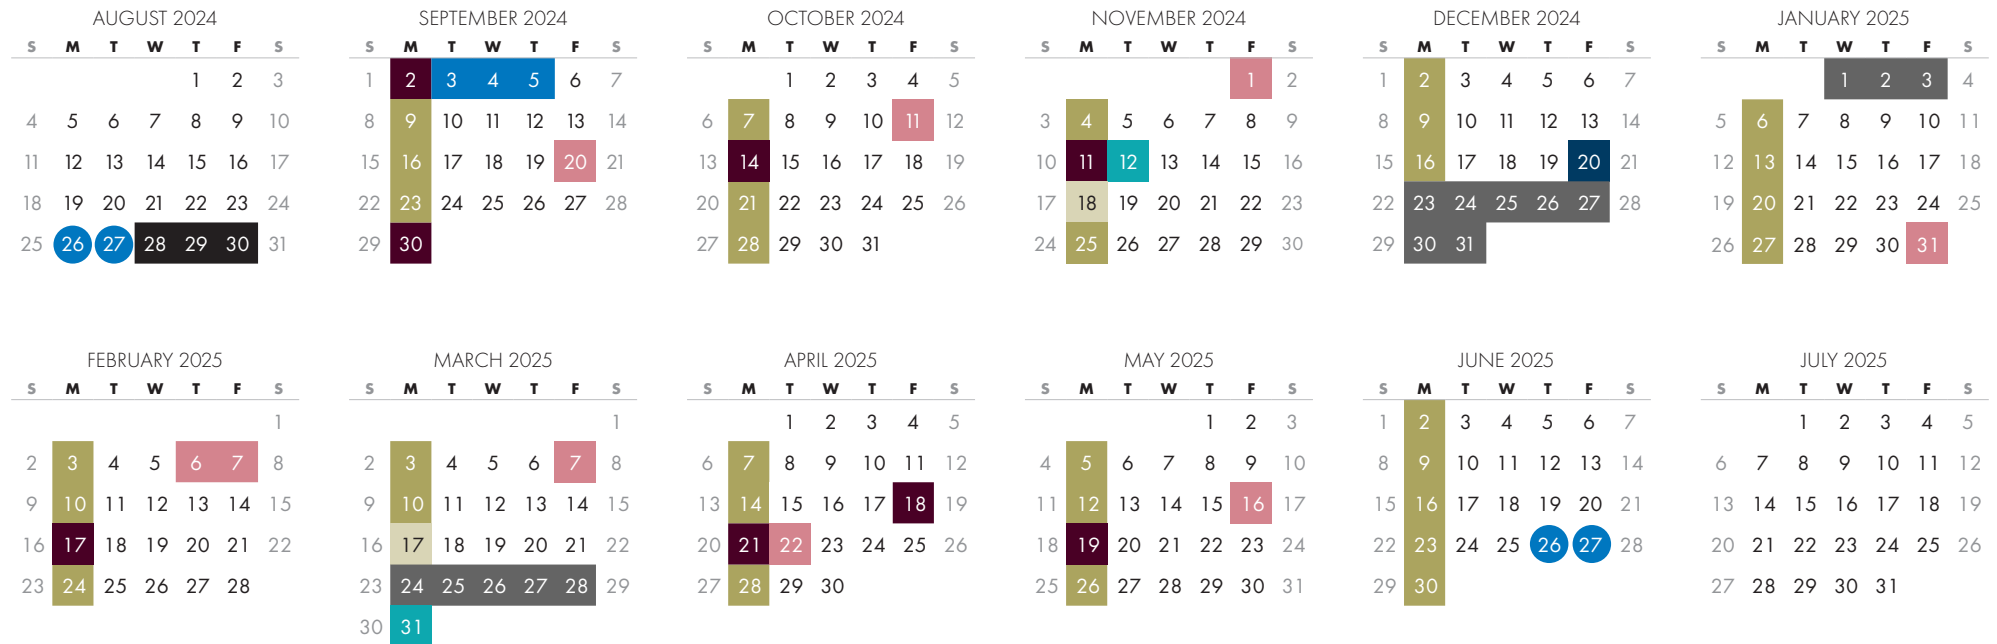 AUGUST 2024 SEPTEMBER 2024 OCTOBER 2024 NOVEMBER 2024 DECEMBER 2024 JANUARY 2025
S M T W T F S S M T W T F S S M T W T F S S M T W T F S S M T W T F S S M T W T F S
1 2 3 1 2 3 4 5 6 7 1 2 3 4 5 1 2 1 2 3 4 5 6 7 1 2 3 4
4 5 6 7 8 9 10 8 9 10 11 12 13 14 6 7 8 9 10 11 12 3 4 5 6 7 8 9 8 9 10 11 12 13 14 5 6 7 8 9 10 11
11 12 13 14 15 16 17 15 16 17 18 19 20 21 13 14 15 16 17 18 19 10 11 12 13 14 15 16 15 16 17 18 19 20 21 12 13 14 15 16 17 18
18 19 20 21 22 23 24 22 23 24 25 26 27 28 20 21 22 23 24 25 26 17 18 19 20 21 22 23 22 23 24 25 26 27 28 19 20 21 22 23 24 25
25 26 27 28 29 30 31 29 30 27 28 29 30 31 24 25 26 27 28 29 30 29 30 31 26 27 28 29 30 31
FEBRUARY 2025 MARCH 2025 APRIL 2025 MAY 2025 JUNE 2025 JULY 2025
S M T W T F S S M T W T F S S M T W T F S S M T W T F S S M T W T F S S M T W T F S
1 1 1 2 3 4 5 1 2 3 1 2 3 4 5 6 7 1 2 3 4 5
2 3 4 5 6 7 8 2 3 4 5 6 7 8 6 7 8 9 10 11 12 4 5 6 7 8 9 10 8 9 10 11 12 13 14 6 7 8 9 10 11 12
9 10 11 12 13 14 15 9 10 11 12 13 14 15 13 14 15 16 17 18 19 11 12 13 14 15 16 17 15 16 17 18 19 20 21 13 14 15 16 17 18 19
16 17 18 19 20 21 22 16 17 18 19 20 21 22 20 21 22 23 24 25 26 18 19 20 21 22 23 24 22 23 24 25 26 27 28 20 21 22 23 24 25 26
23 24 25 26 27 28 23 24 25 26 27 28 29 27 28 29 30 25 26 27 28 29 30 31 29 30 27 28 29 30 31
30 31